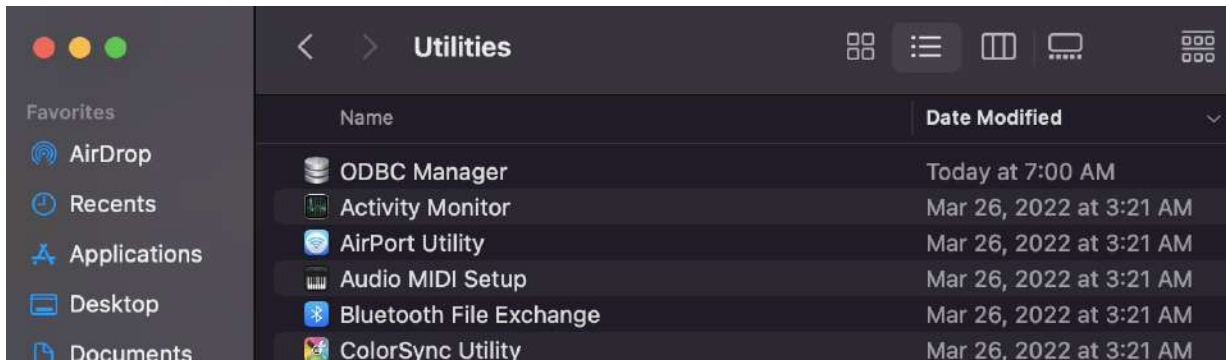 Utilities
Favorites
Name Date Modified
AirDrop
ODBC Manager Today at 7:00 AM
Recents
Activity Monitor Mar 26, 2022 at 3:21 AM
Applications
AirPort Utility Mar 26, 2022 at 3:21 AM
Audio MIDI Setup Mar 26, 2022 at 3:21 AM
Desktop
Bluetooth File Exchange Mar 26, 2022 at 3:21 AM
Documents
ColorSync Utility Mar 26, 2022 at 3:21 AM